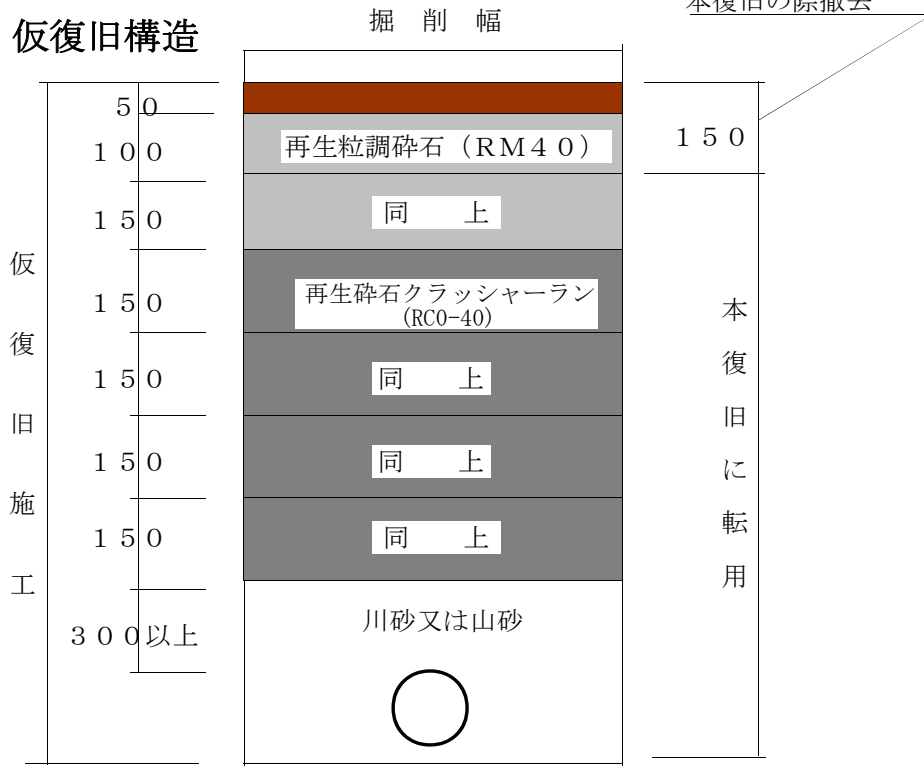 本復旧の際撤去
仮復旧構造
掘 削 幅
５０
１００
再生粒調砕石（ＲＭ４０）
１５０
１５０
同 上
１５０
再生砕石クラッシャーラン
(RCO-40)
１５０
同 上
１５０
同 上
１５０
同 上
３００以上
川砂又は山砂
仮復旧施工
本復旧に転用